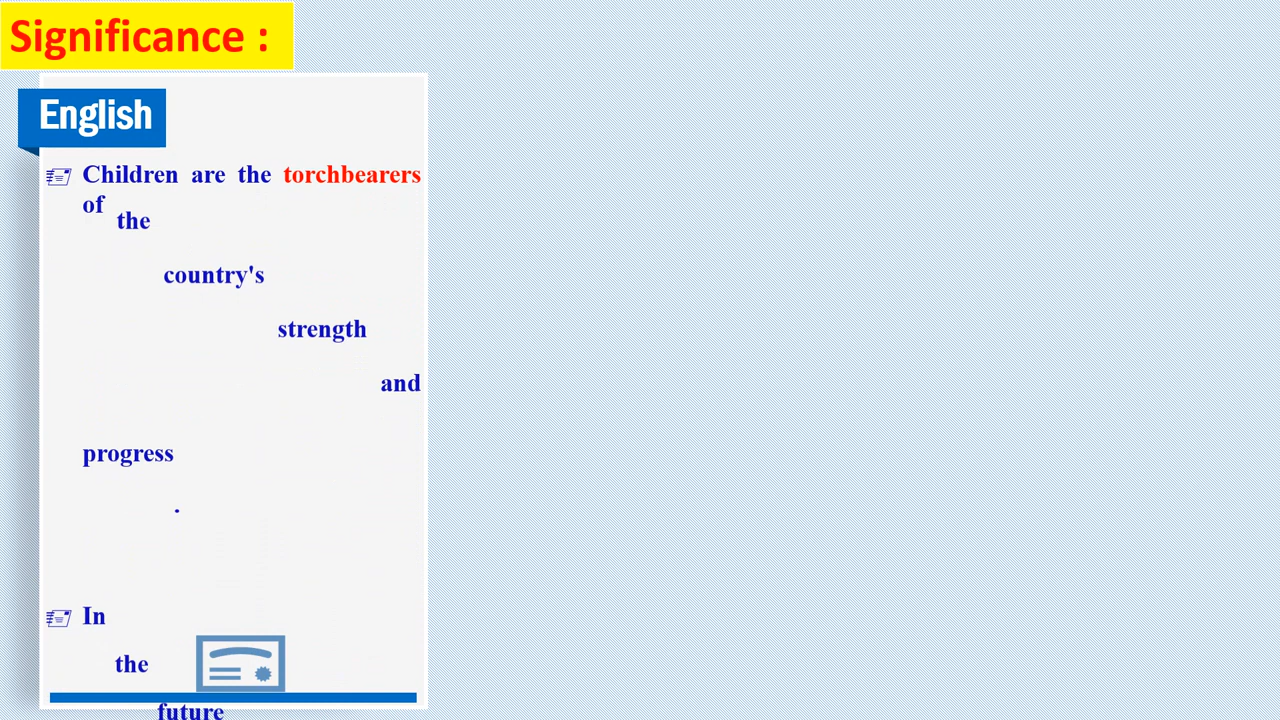 Significance :
English
Children are the torchbearers
of
the
country's
strength
and
progress
.
In
the
future